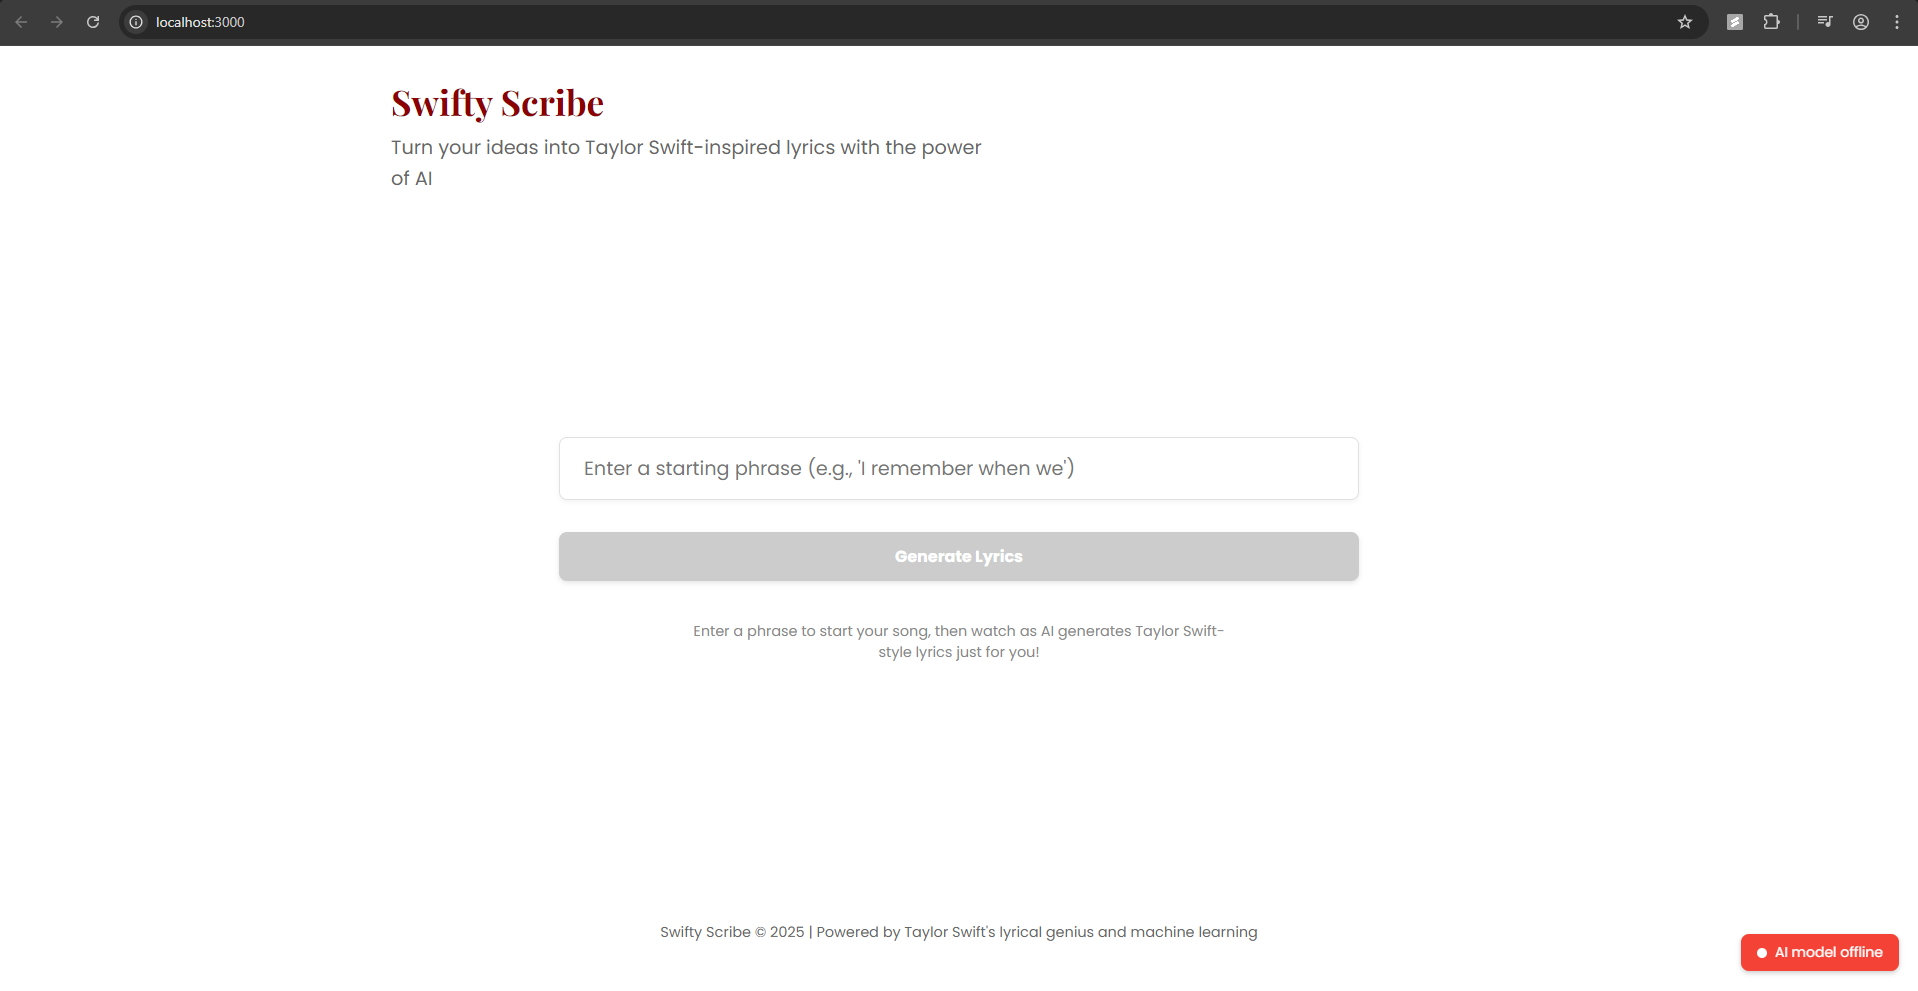 localhost:3000
Swifty Scribe
Turn your ideas into Taylor Swift-inspired lyrics with the power
of AI
Enter a starting phrase (e.g., 'I remember when we')
Generate Lyrics
Enter a phrase to start your song, then watch as AI generates Taylor Swift-
style lyrics just for you!
Swifty Scribe © 2025 | Powered by Taylor Swift's lyrical genius and machine learning
AI model offline